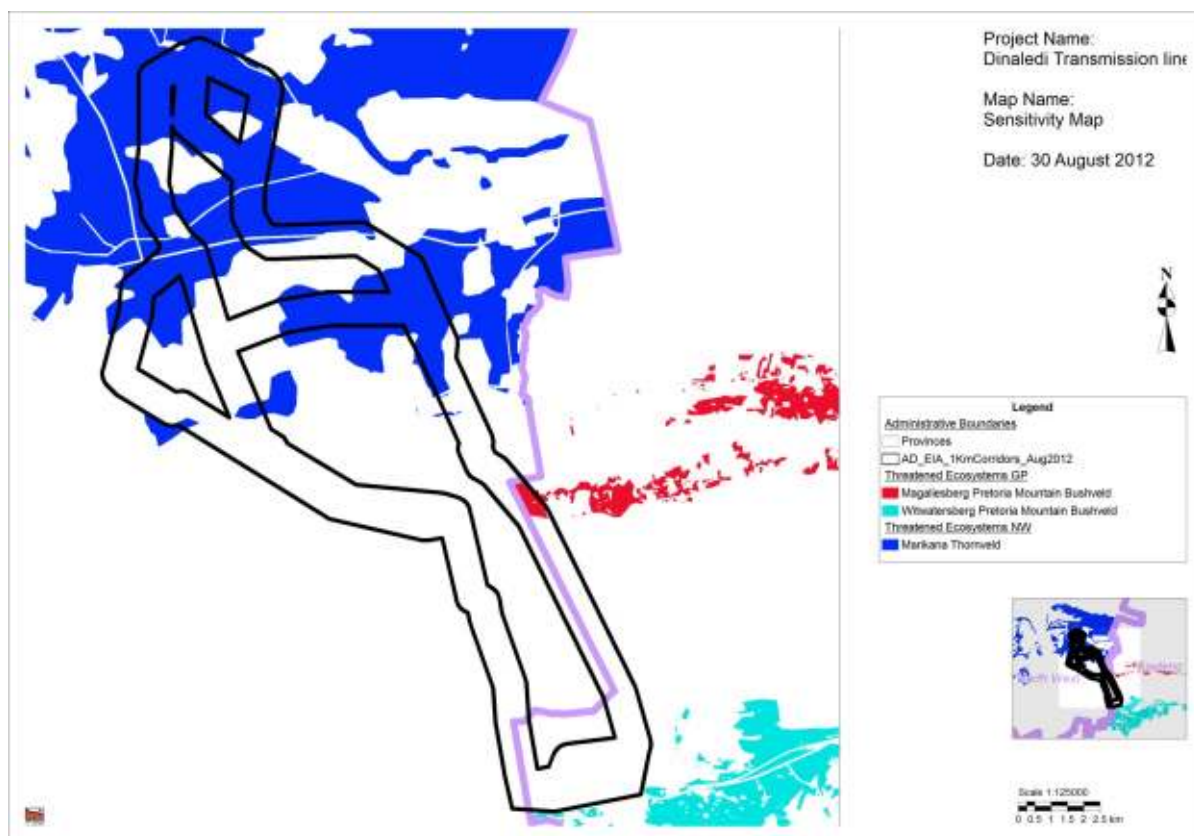 Project Name:
Dinaledi Transmission line
Map Name:
Sensitivity Map
Date: 30 August 2012
N
Legend
Administrative Boundaries
Provinces
AD_EIA_1KmCorridors_Aug2012
Threatened Ecosystems GP
Magaliesberg Pretoria Mountain Bushveld
Witwatersberg Pretoria Mountain Bushveld
Threatened Ecosystems NW
Marikana Thornveld
North West
Scale 1:125000
0 0.5 1 1.5 2 2.5 km